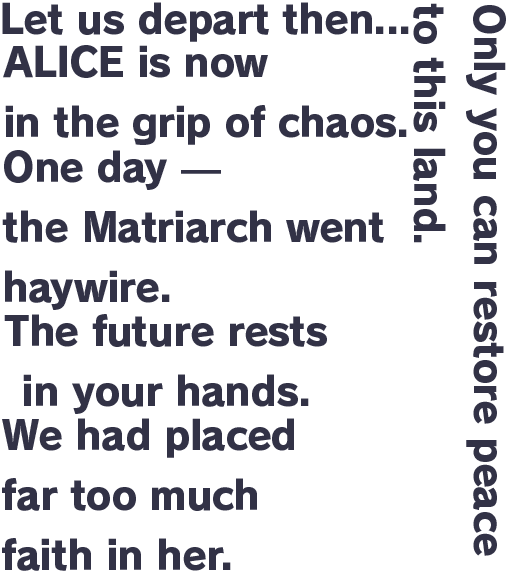 Let us depart then...
ALICE is now
in the grip of chaos.
One day —
the Matriarch went
haywire.
The future rests
in your hands.
We had placed
far too much
faith in her.
Only you can restore peace
to this land.